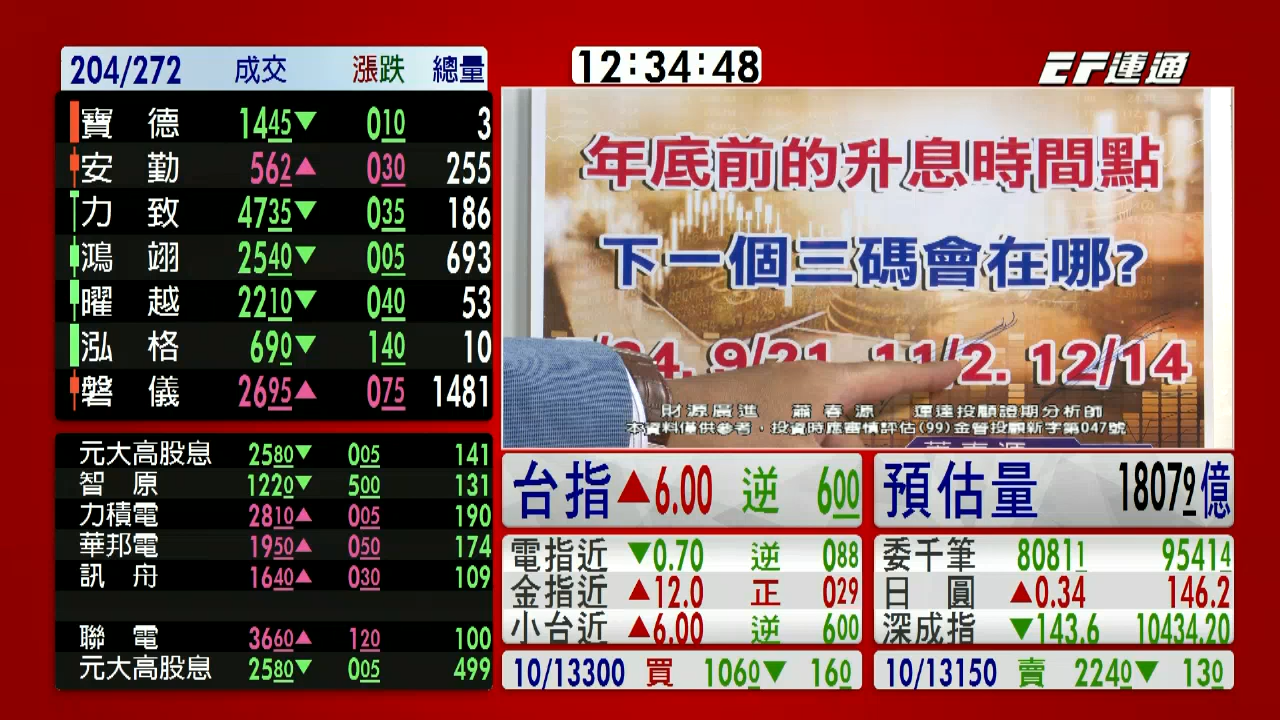 204/272 成交 漲跌 總量
寶德 1445▼ 010 3
安勤 562▲ 030 255
力致 4735▼ 035 186
鴻翊 2540▼ 005 693
曜越 2210▼ 040 53
泓格 690▼ 140 10
磐儀 2695▲ 075 1481
元大高股息 2580▼ 005 141
智原 1220▼ 500 131
力積電 2810▲ 005 190
華邦電 1950▲ 050 174
訊舟 1640▲ 030 109
聯電 3660▲ 120 100
元大高股息 2580▼ 005 499
12:34:48
EF運通
年底前的升息時間點
下一個三碼會在哪?
9/21. 11/2. 12/14
財源廣進 蕭春源 運達投顧證期分析師
本資料僅供參考,投資時應審慎評估(99)金管投顧新字第047號
台指▲6.00 逆 600
電指近 ▼0.70 逆 088
金指近 ▲12.0 正 029
小台近 ▲6.00 逆 600
10/13300 買 1060▼ 160
預估量 18079億
委千筆 80811 95414
日圓 ▲0.34 146.2
深成指 ▼143.6 10434.20
10/13150 賣 2240▼ 130